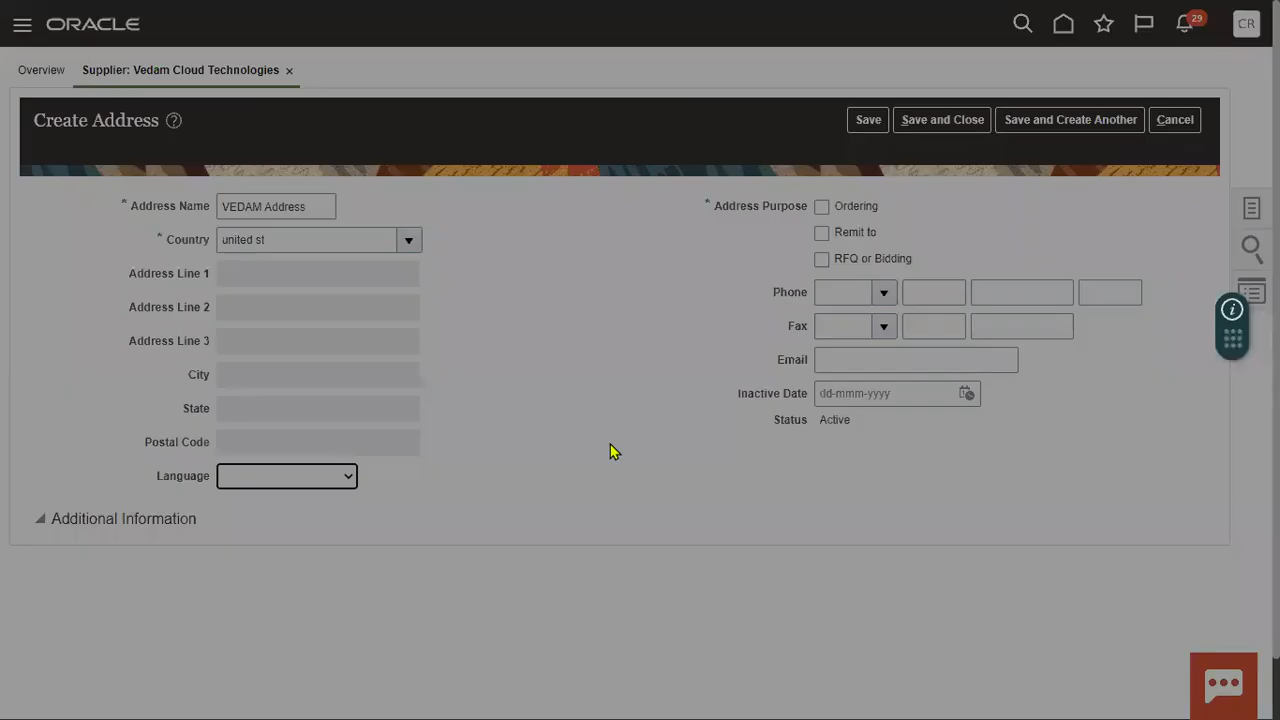 ORACLE
29
CR
Overview
Supplier: Vedam Cloud Technologies ×
Create Address
Save
Save and Close
Save and Create Another
Cancel
* Address Name VEDAM Address
* Country united st
Address Line 1
Address Line 2
Address Line 3
City
State
Postal Code
Language
* Address Purpose Ordering
Remit to
RFQ or Bidding
Phone
Fax
Email
Inactive Date dd-mmm-yyyy
Status Active
Additional Information